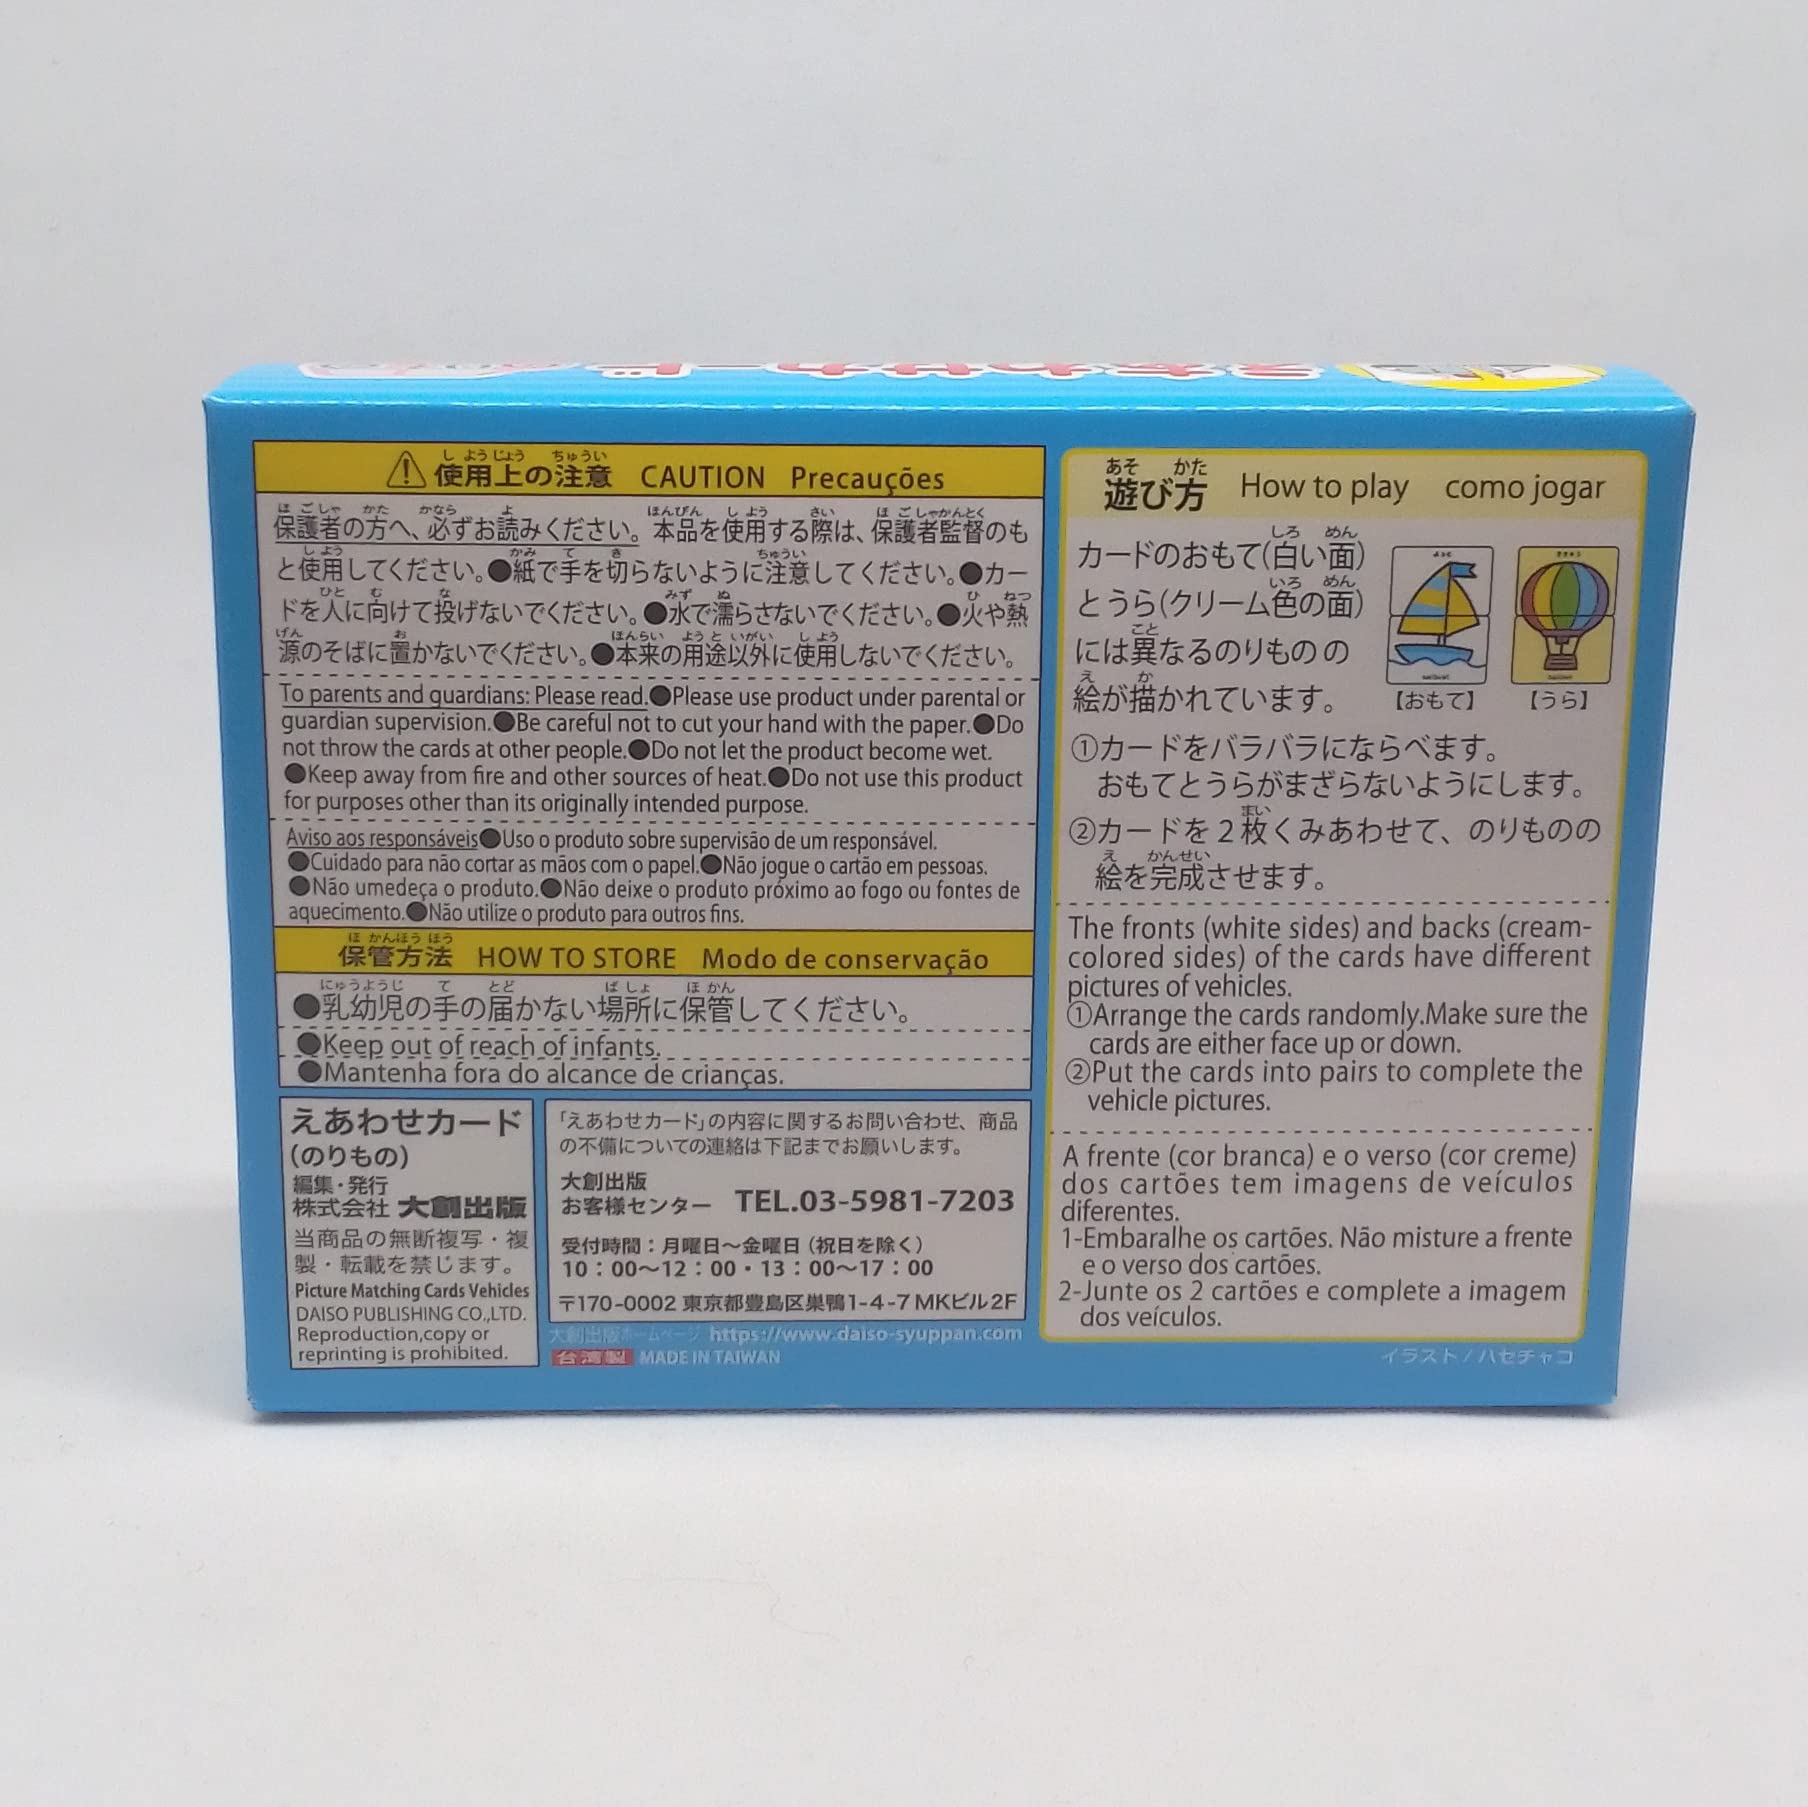 使用上の注意 CAUTION Precauções
保護者の方へ、必ずお読みください。本品を使用する際は、保護者監督のも
と使用してください。●紙で手を切らないように注意してください。●カー
ドを人に向けて投げないでください。●水で濡らさないでください。●火や熱
源のそばに置かないでください。●本来の用途以外に使用しないでください。
To parents and guardians: Please read.●Please use product under parental or
guardian supervision.●Be careful not to cut your hand with the paper.●Do
not throw the cards at other people.●Do not let the product become wet.
●Keep away from fire and other sources of heat.●Do not use this product
for purposes other than its originally intended purpose.
Aviso aos responsáveis●Uso o produto sobre supervisão de um responsável.
●Cuidado para não cortar as mãos com o papel.●Não jogue o cartão em pessoas.
●Não umedeça o produto.●Não deixe o produto próximo ao fogo ou fontes de
aquecimento.●Não utilize o produto para outros fins.
保管方法 HOW TO STORE Modo de conservação
●乳幼児の手の届かない場所に保管してください。
●Keep out of reach of infants.
●Mantenha fora do alcance de crianças.
えあわせカード
(のりもの)
編集・発行
株式会社 大創出版
当商品の無断複写・複
製・転載を禁じます。
Picture Matching Cards Vehicles
DAISO PUBLISHING CO.,LTD.
Reproduction,copy or
reprinting is prohibited.
「えあわせカード」の内容に関するお問い合わせ、商品
の不備についての連絡は下記までお願いします。
大創出版
お客様センター TEL.03-5981-7203
受付時間：月曜日〜金曜日（祝日を除く）
10：00〜12：00・13：00〜17：00
〒170-0002 東京都豊島区巣鴨1-4-7 MKビル2F
大創出版ホームページ https://www.daiso-syuppan.com
台湾製 MADE IN TAIWAN
遊び方 How to play como jogar
カードのおもて(白い面)
とうら(クリーム色の面)
には異なるのりものの
絵が描かれています。
【おもて】 【うら】
①カードをバラバラにならべます。
おもてとうらがまざらないようにします。
②カードを2枚くみあわせて、のりものの
絵を完成させます。
The fronts (white sides) and backs (cream-
colored sides) of the cards have different
pictures of vehicles.
①Arrange the cards randomly.Make sure the
cards are either face up or down.
②Put the cards into pairs to complete the
vehicle pictures.
A frente (cor branca) e o verso (cor creme)
dos cartões tem imagens de veículos
diferentes.
1-Embaralhe os cartões. Não misture a frente
e o verso dos cartões.
2-Junte os 2 cartões e complete a imagem
dos veículos.
イラスト/ハセチャコ